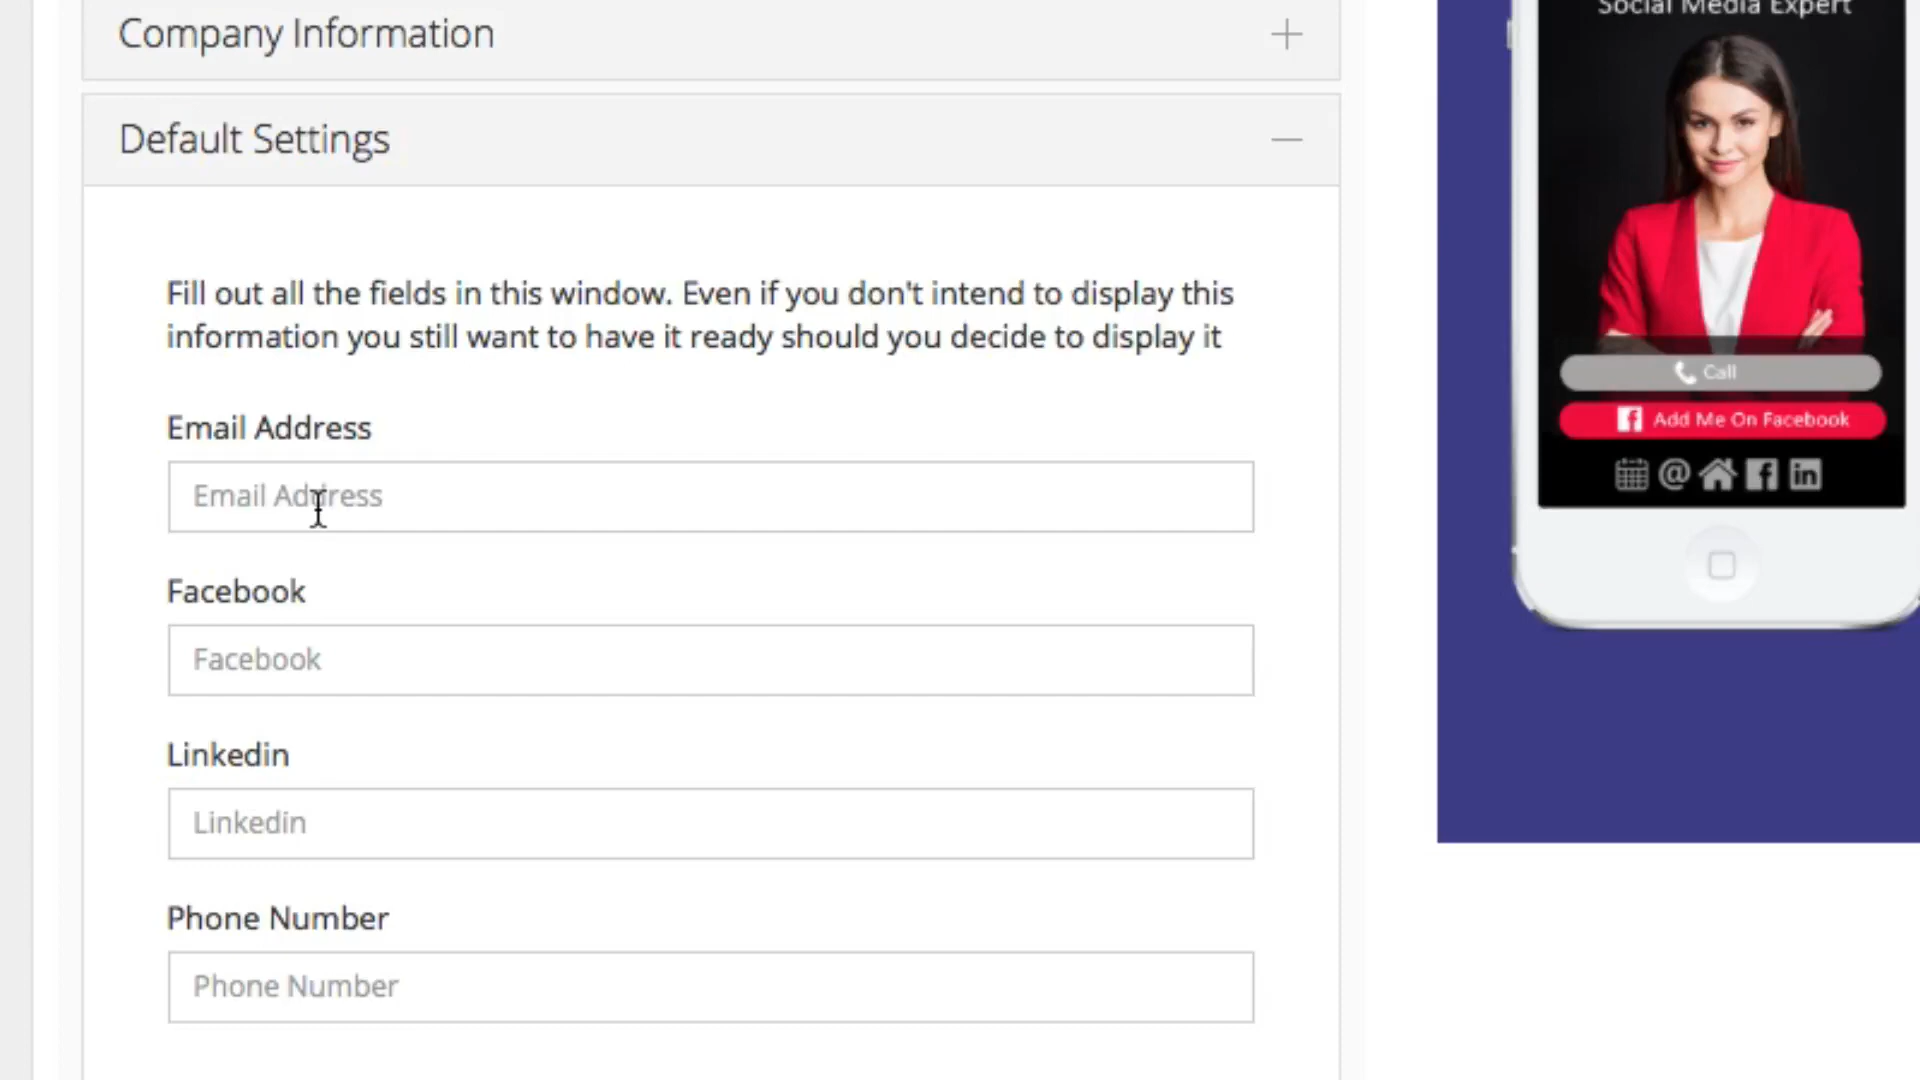 Company Information
Default Settings
Fill out all the fields in this window. Even if you don't intend to display this
information you still want to have it ready should you decide to display it
Email Address
Email Address
Facebook
Facebook
Linkedin
Linkedin
Phone Number
Phone Number
Social Media Expert
Call
Add Me On Facebook